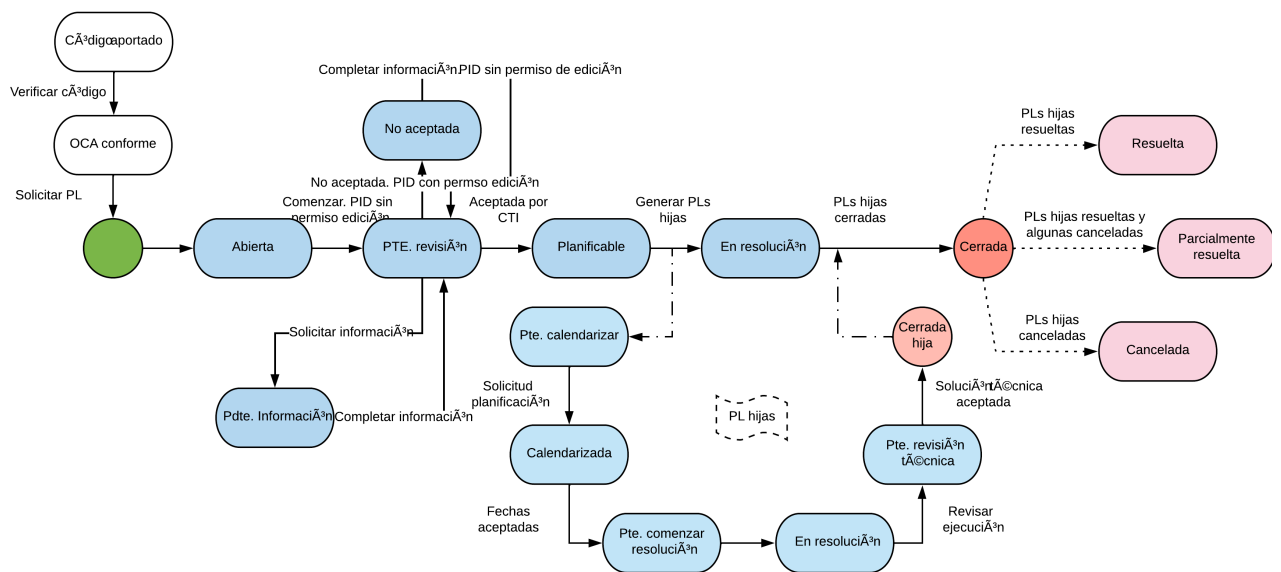 CÃ³digo aportado
Verificar cÃ³digo
OCA conforme
Solicitar PL
Completar informaciÃ³n. PID sin permiso de ediciÃ³n
No aceptada
No aceptada. PID con permso ediciÃ³n
Comenzar. PID sin
permiso ediciÃ³n
Aceptada por
CTI
Generar PLs
hijas
PLs hijas
cerradas
Abierta
PTE. revisiÃ³n
Planificable
En resoluciÃ³n
Cerrada
PLs hijas
resueltas
Resuelta
PLs hijas resueltas y
algunas canceladas
Parcialmente
resuelta
PLs hijas
canceladas
Cancelada
Solicitar informaciÃ³n
Pdte. InformaciÃ³n
Completar informaciÃ³n
Pte. calendarizar
Solicitud
planificaciÃ³n
Calendarizada
Fechas
aceptadas
Pte. comenzar
resoluciÃ³n
En resoluciÃ³n
Revisar
ejecuciÃ³n
Pte. revisiÃ³n
tÃ©cnica
SoluciÃ³n tÃ©cnica
aceptada
Cerrada
hija
PL hijas